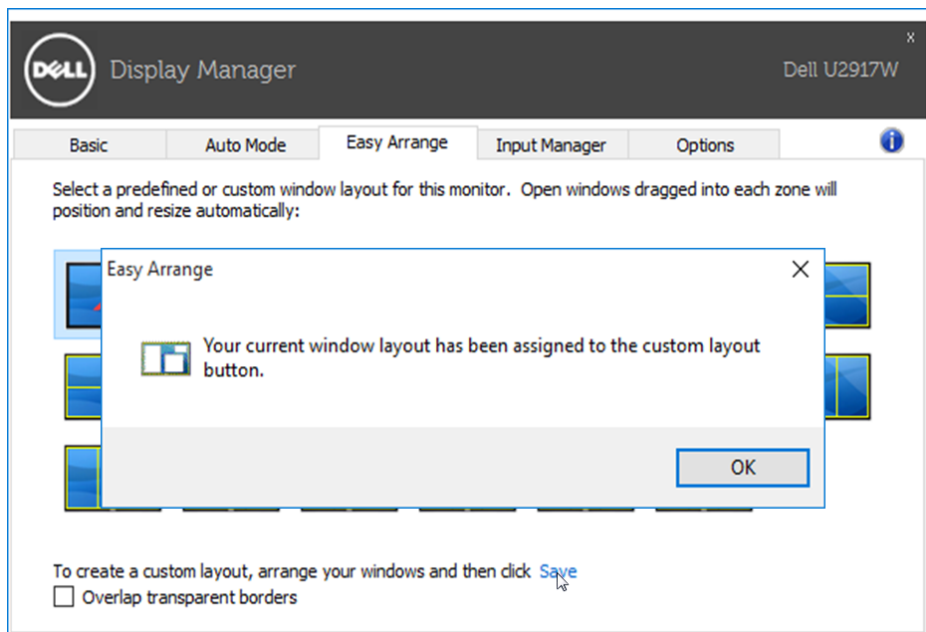 DELL
Display Manager
Dell U2917W
x
Basic
Auto Mode
Easy Arrange
Input Manager
Options
i
Select a predefined or custom window layout for this monitor. Open windows dragged into each zone will
position and resize automatically:
Easy Arrange
Your current window layout has been assigned to the custom layout
button.
OK
To create a custom layout, arrange your windows and then click Save
Overlap transparent borders